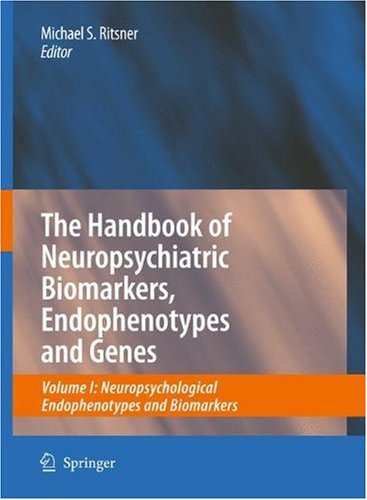 Michael S. Ritsner
Editor
The Handbook of
Neuropsychiatric
Biomarkers,
Endophenotypes
and Genes
Volume I: Neuropsychological
Endophenotypes and Biomarkers
Springer